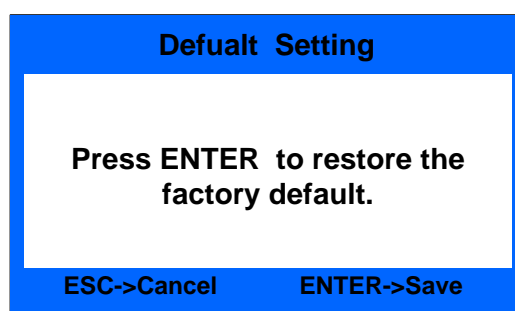 Defualt Setting
Press ENTER to restore the
factory default.
ESC->Cancel ENTER->Save